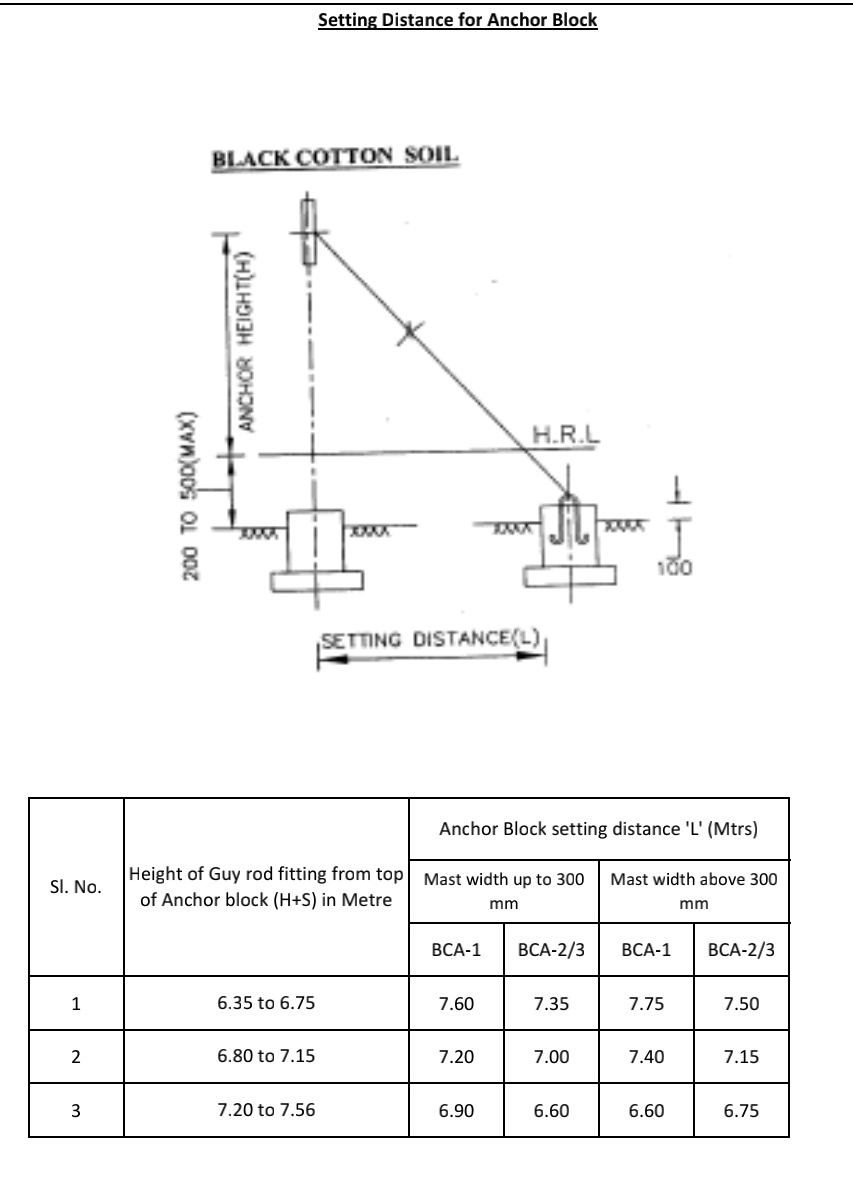 Setting Distance for Anchor Block
BLACK COTTON SOIL
ANCHOR HEIGHT(H)
200 TO 500(MAX)
H.R.L
100
SETTING DISTANCE(L)
Sl. No.
Height of Guy rod fitting from top
of Anchor block (H+S) in Metre
Anchor Block setting distance 'L' (Mtrs)
Mast width up to 300
mm
Mast width above 300
mm
BCA-1 BCA-2/3 BCA-1 BCA-2/3
1 6.35 to 6.75 7.60 7.35 7.75 7.50
2 6.80 to 7.15 7.20 7.00 7.40 7.15
3 7.20 to 7.56 6.90 6.60 6.60 6.75